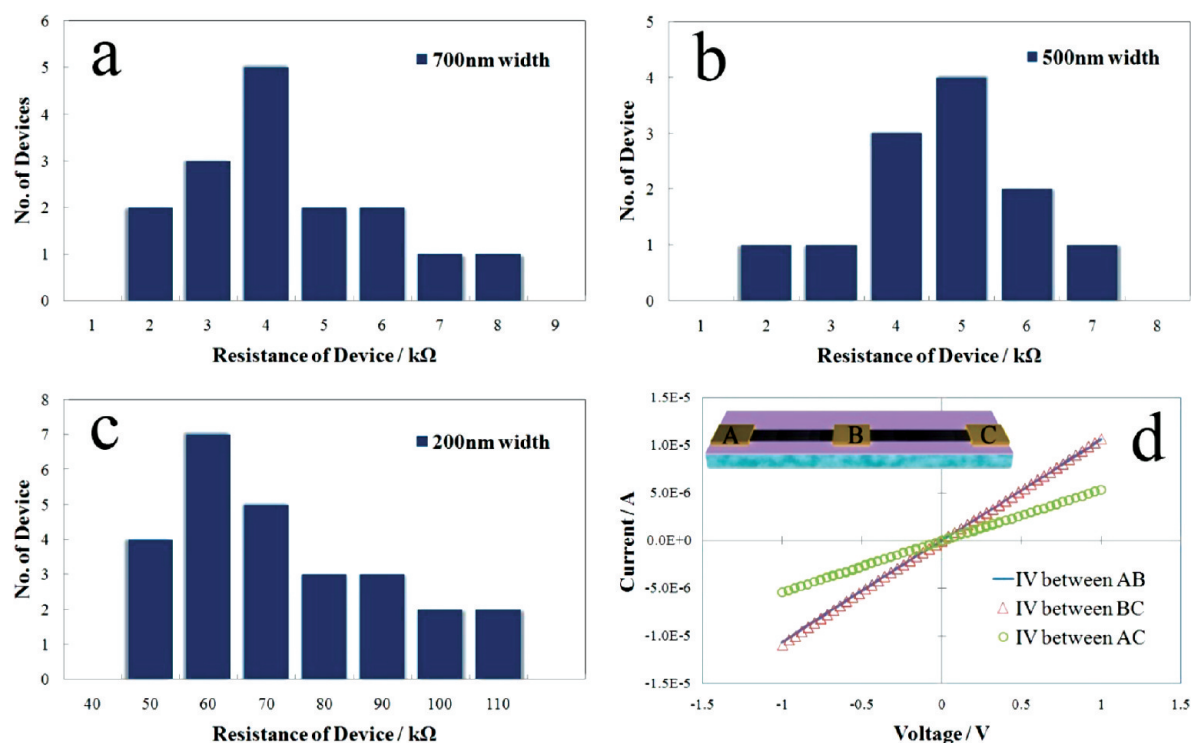 a
700nm width
No. of Devices
6
5
4
3
2
1
0
1 2 3 4 5 6 7 8 9
Resistance of Device / kΩ
b
500nm width
No. of Device
5
4
3
2
1
0
1 2 3 4 5 6 7 8
Resistance of Device / kΩ
c
200nm width
No. of Device
8
7
6
5
4
3
2
1
0
40 50 60 70 80 90 100 110
Resistance of Device / kΩ
d
A B C
Current / A
1.5E-5
1.0E-5
5.0E-6
0.0E+0
-5.0E-6
-1.0E-5
-1.5E-5
IV between AB
IV between BC
IV between AC
-1.5 -1 -0.5 0 0.5 1 1.5
Voltage / V